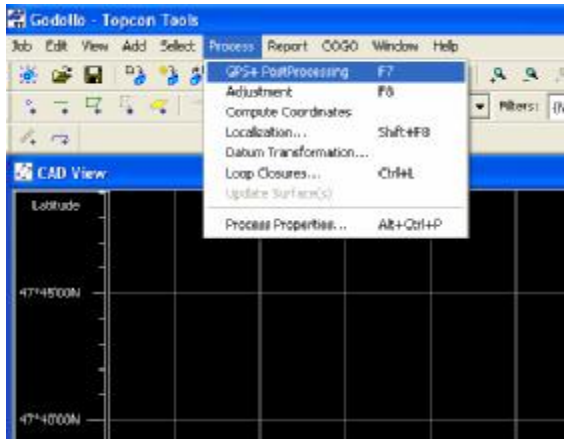 Godollo - Topcon Tools
Job Edit View Add Select Process Report COGO Window Help
GPS+ PostProcessing F7
Adjustment F8
Compute Coordinates
Localization... Shift+F8
Datum Transformation...
Loop Closures... Ctrl+L
Update Surface(s)
Process Properties... Alt+Ctrl+P
Filters:
CAD View
Latitude
47°45'00N
47°40'00N